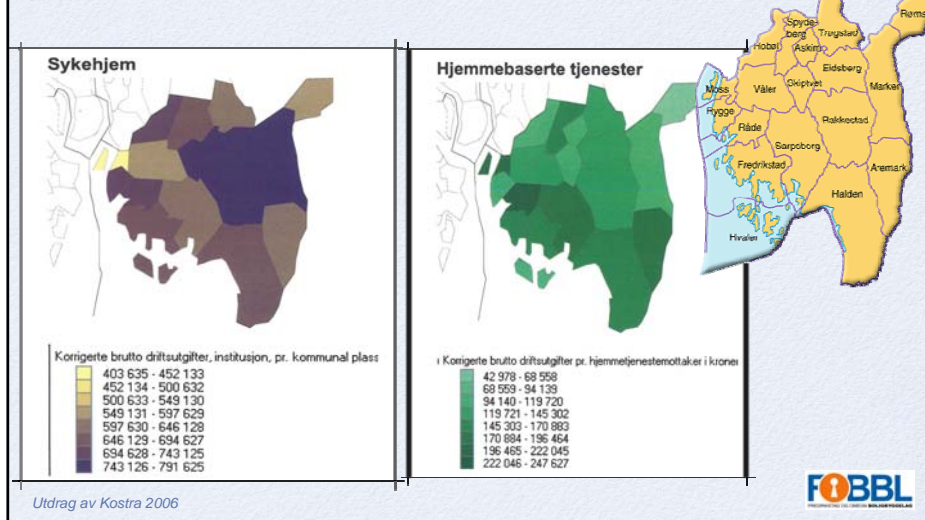 Sykehjem
Korrigerte brutto driftsutgifter, institusjon, pr. kommunal plass
403 635 - 452 133
452 134 - 500 632
500 633 - 549 130
549 131 - 597 629
597 630 - 646 128
646 129 - 694 627
694 628 - 743 125
743 126 - 791 625
Hjemmebaserte tjenester
Korrigerte brutto driftsutgifter pr. hjemmetjenestemottaker i kroner
42 978 - 68 558
68 559 - 94 139
94 140 - 119 720
119 721 - 145 302
145 303 - 170 883
170 884 - 196 464
196 465 - 222 045
222 046 - 247 627
Røms
Spyde-
berg
Trøgstad
Hobøl
Askim
Eidsberg
Moss
Våler
Skiptvet
Marker
Rygge
Råde
Rakkestad
Sarpsborg
Fredrikstad
Aremark
Halden
Hvaler
Utdrag av Kostra 2006
FOBBL